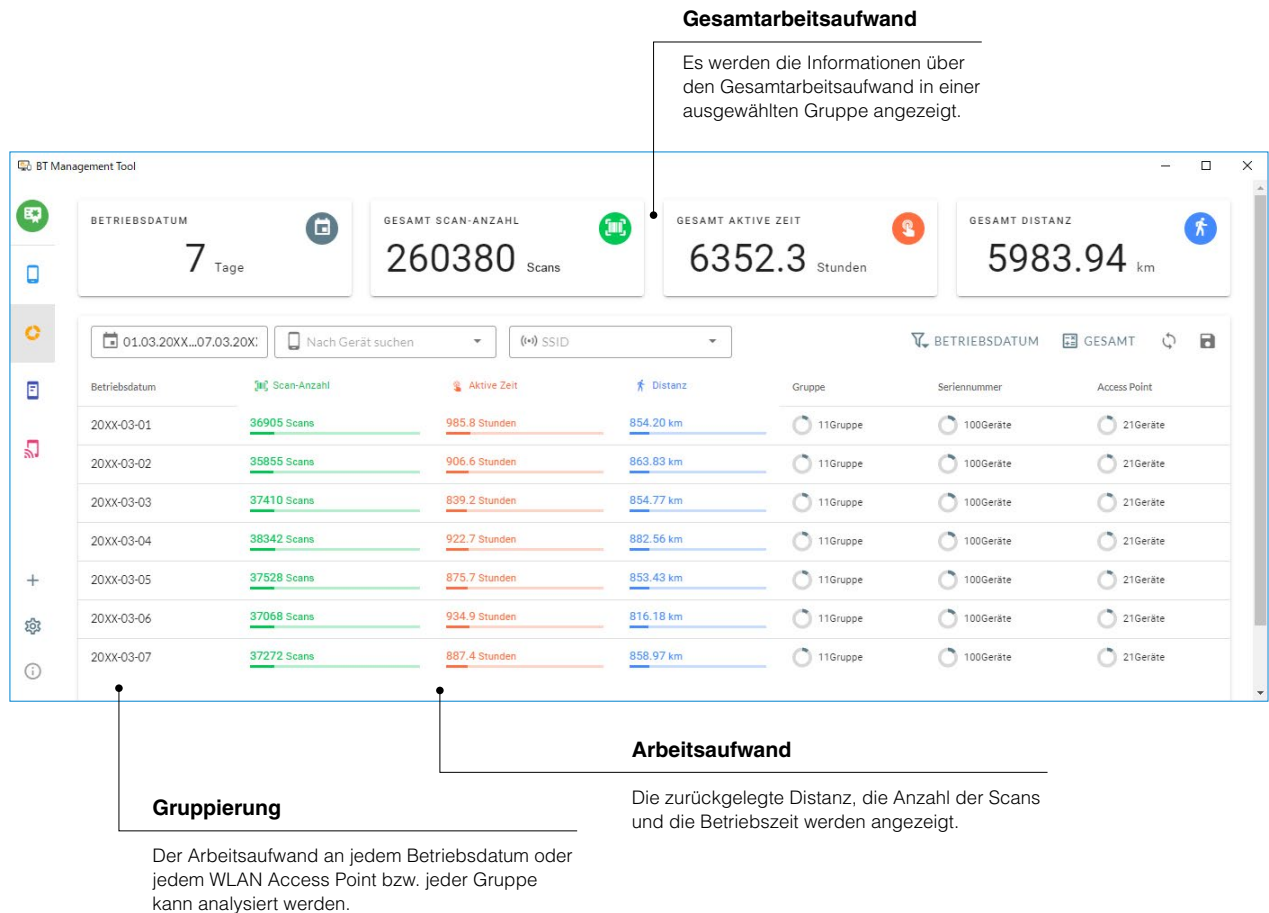 Gesamtarbeitsaufwand
Es werden die Informationen über
den Gesamtarbeitsaufwand in einer
ausgewählten Gruppe angezeigt.
BT Management Tool
BETRIEBSDATUM
7 Tage
GESAMT SCAN-ANZAHL
260380 Scans
GESAMT AKTIVE ZEIT
6352.3 Stunden
GESAMT DISTANZ
5983.94 km
01.03.20XX...07.03.20X: Nach Gerät suchen SSID BETRIEBSDATUM GESAMT
Betriebsdatum Scan-Anzahl Aktive Zeit Distanz Gruppe Seriennummer Access Point
20XX-03-01 36905 Scans 985.8 Stunden 854.20 km 11Gruppe 100Geräte 21Geräte
20XX-03-02 35855 Scans 906.6 Stunden 863.83 km 11Gruppe 100Geräte 21Geräte
20XX-03-03 37410 Scans 839.2 Stunden 854.77 km 11Gruppe 100Geräte 21Geräte
20XX-03-04 38342 Scans 922.7 Stunden 882.56 km 11Gruppe 100Geräte 21Geräte
20XX-03-05 37528 Scans 875.7 Stunden 853.43 km 11Gruppe 100Geräte 21Geräte
20XX-03-06 37068 Scans 934.9 Stunden 816.18 km 11Gruppe 100Geräte 21Geräte
20XX-03-07 37272 Scans 887.4 Stunden 858.97 km 11Gruppe 100Geräte 21Geräte
Arbeitsaufwand
Die zurückgelegte Distanz, die Anzahl der Scans
und die Betriebszeit werden angezeigt.
Gruppierung
Der Arbeitsaufwand an jedem Betriebsdatum oder
jedem WLAN Access Point bzw. jeder Gruppe
kann analysiert werden.